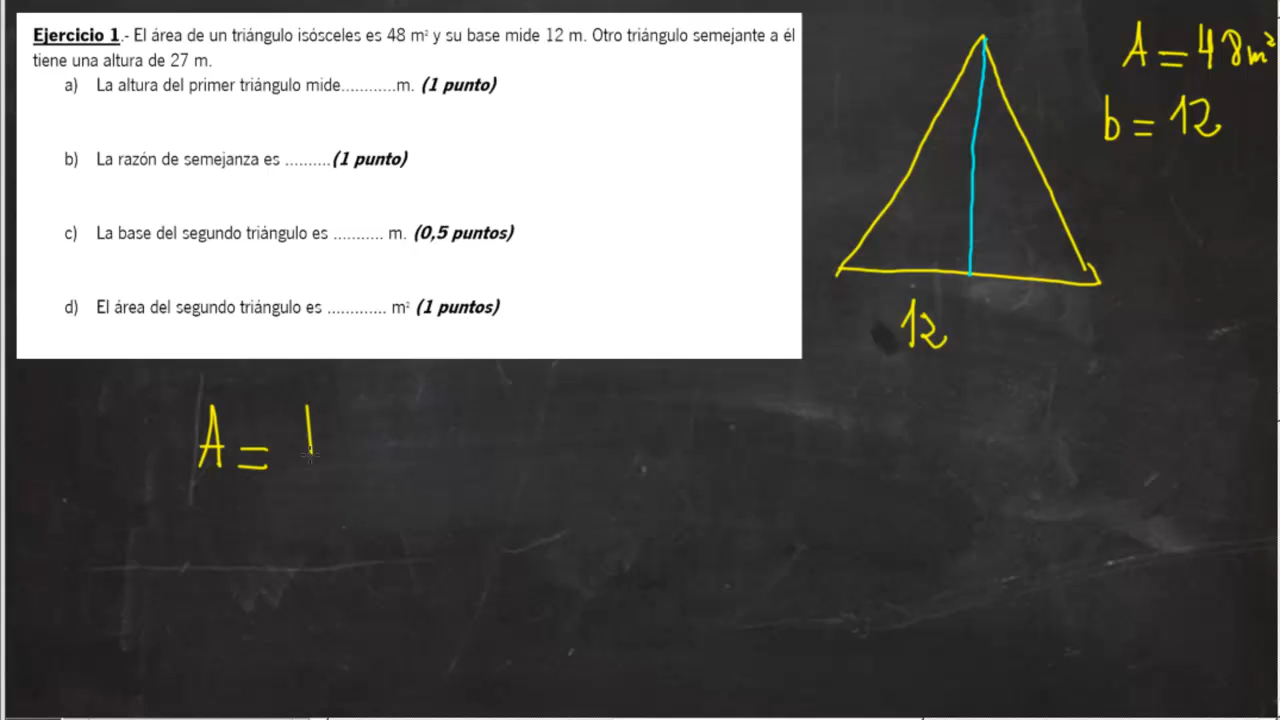 Ejercicio 1.- El área de un triángulo isósceles es 48 m² y su base mide 12 m. Otro triángulo semejante a él
tiene una altura de 27 m.
a) La altura del primer triángulo mide............m. (1 punto)
b) La razón de semejanza es ..........(1 punto)
c) La base del segundo triángulo es ........... m. (0,5 puntos)
d) El área del segundo triángulo es ............. m² (1 puntos)
A = 48m²
b = 12
12
A =